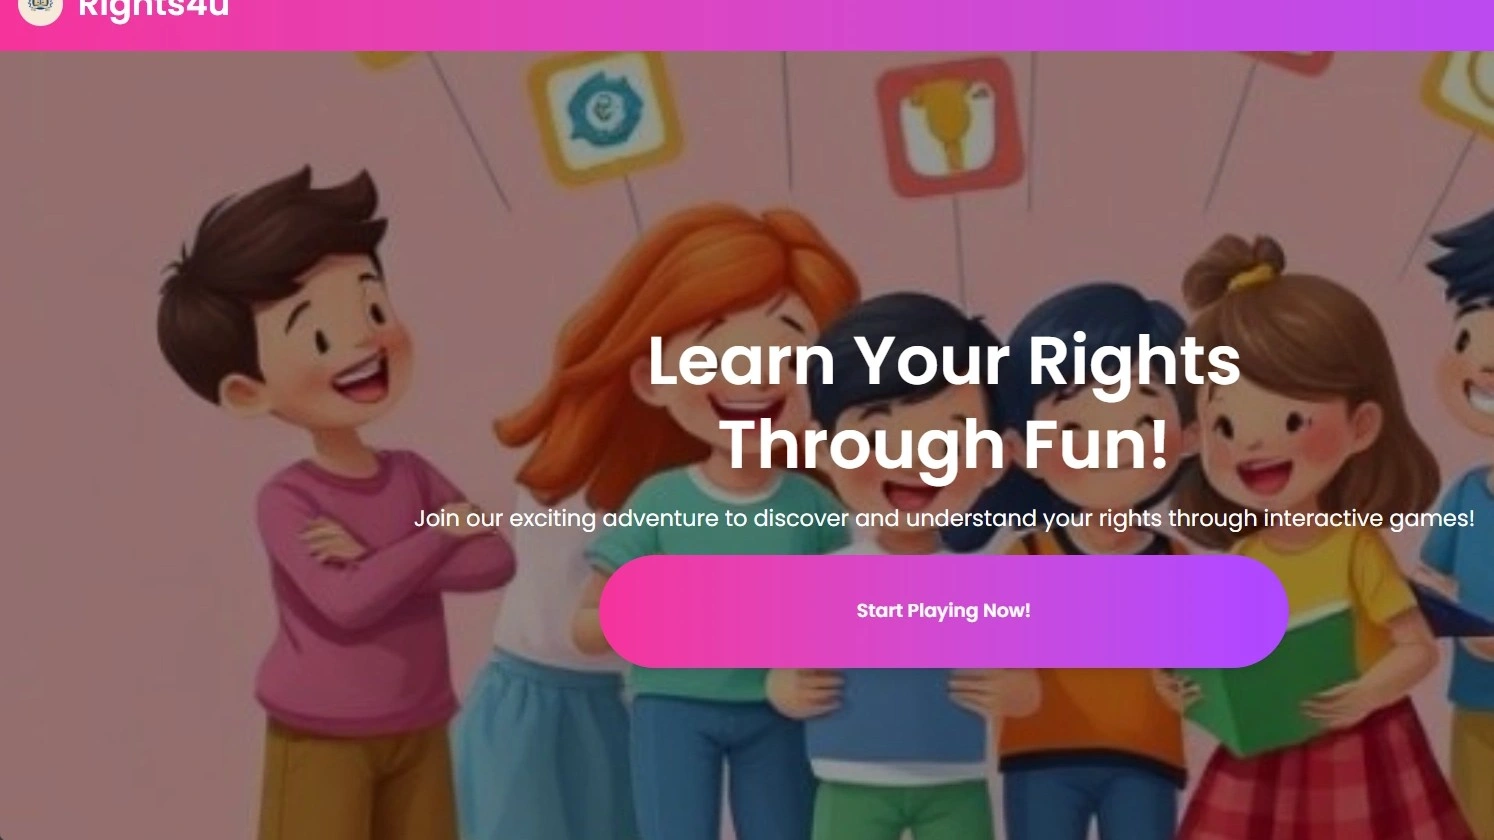 Rights4u
Learn Your Rights
Through Fun!
Join our exciting adventure to discover and understand your rights through interactive games!
Start Playing Now!